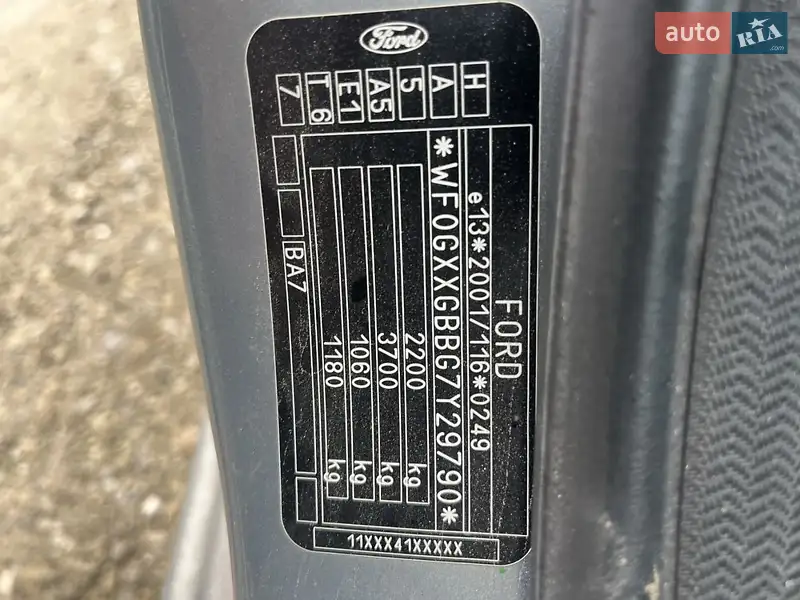 auto RIA.com
Ford
H
A
5
A5
E1
6
7
FORD
e13*2001/116*0249
*WF0GXXGBBG7Y29790*
2200 kg
3700 kg
1060 kg
1180 kg
BA7
11XXX41XXXXX